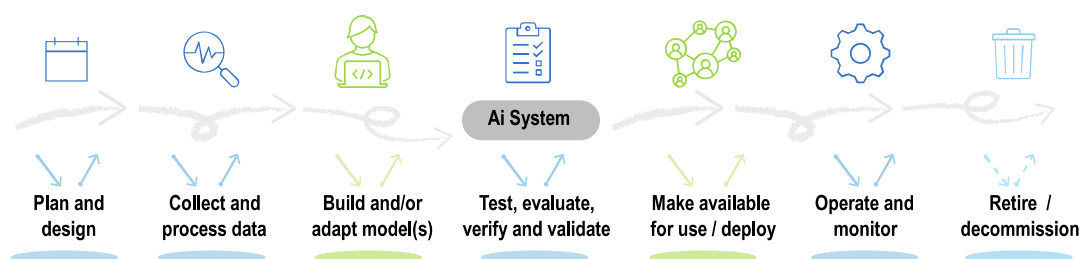 </>
Ai System
Plan and
design
Collect and
process data
Build and/or
adapt model(s)
Test, evaluate,
verify and validate
Make available
for use / deploy
Operate and
monitor
Retire /
decommission